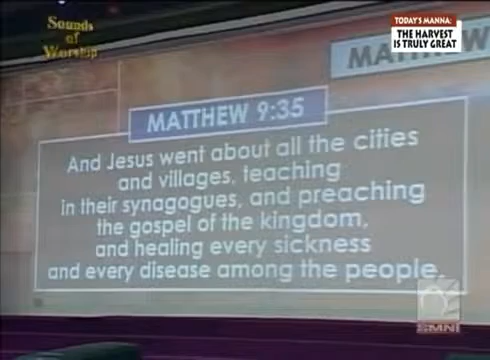 Sounds
of
Worship
TODAY'S MANNA:
THE HARVEST
IS TRULY GREAT
MATTHEW
MATTHEW 9:35
And Jesus went about all the cities
and villages, teaching
in their synagogues, and preaching
the gospel of the kingdom,
and healing every sickness
and every disease among the people.
SMNI